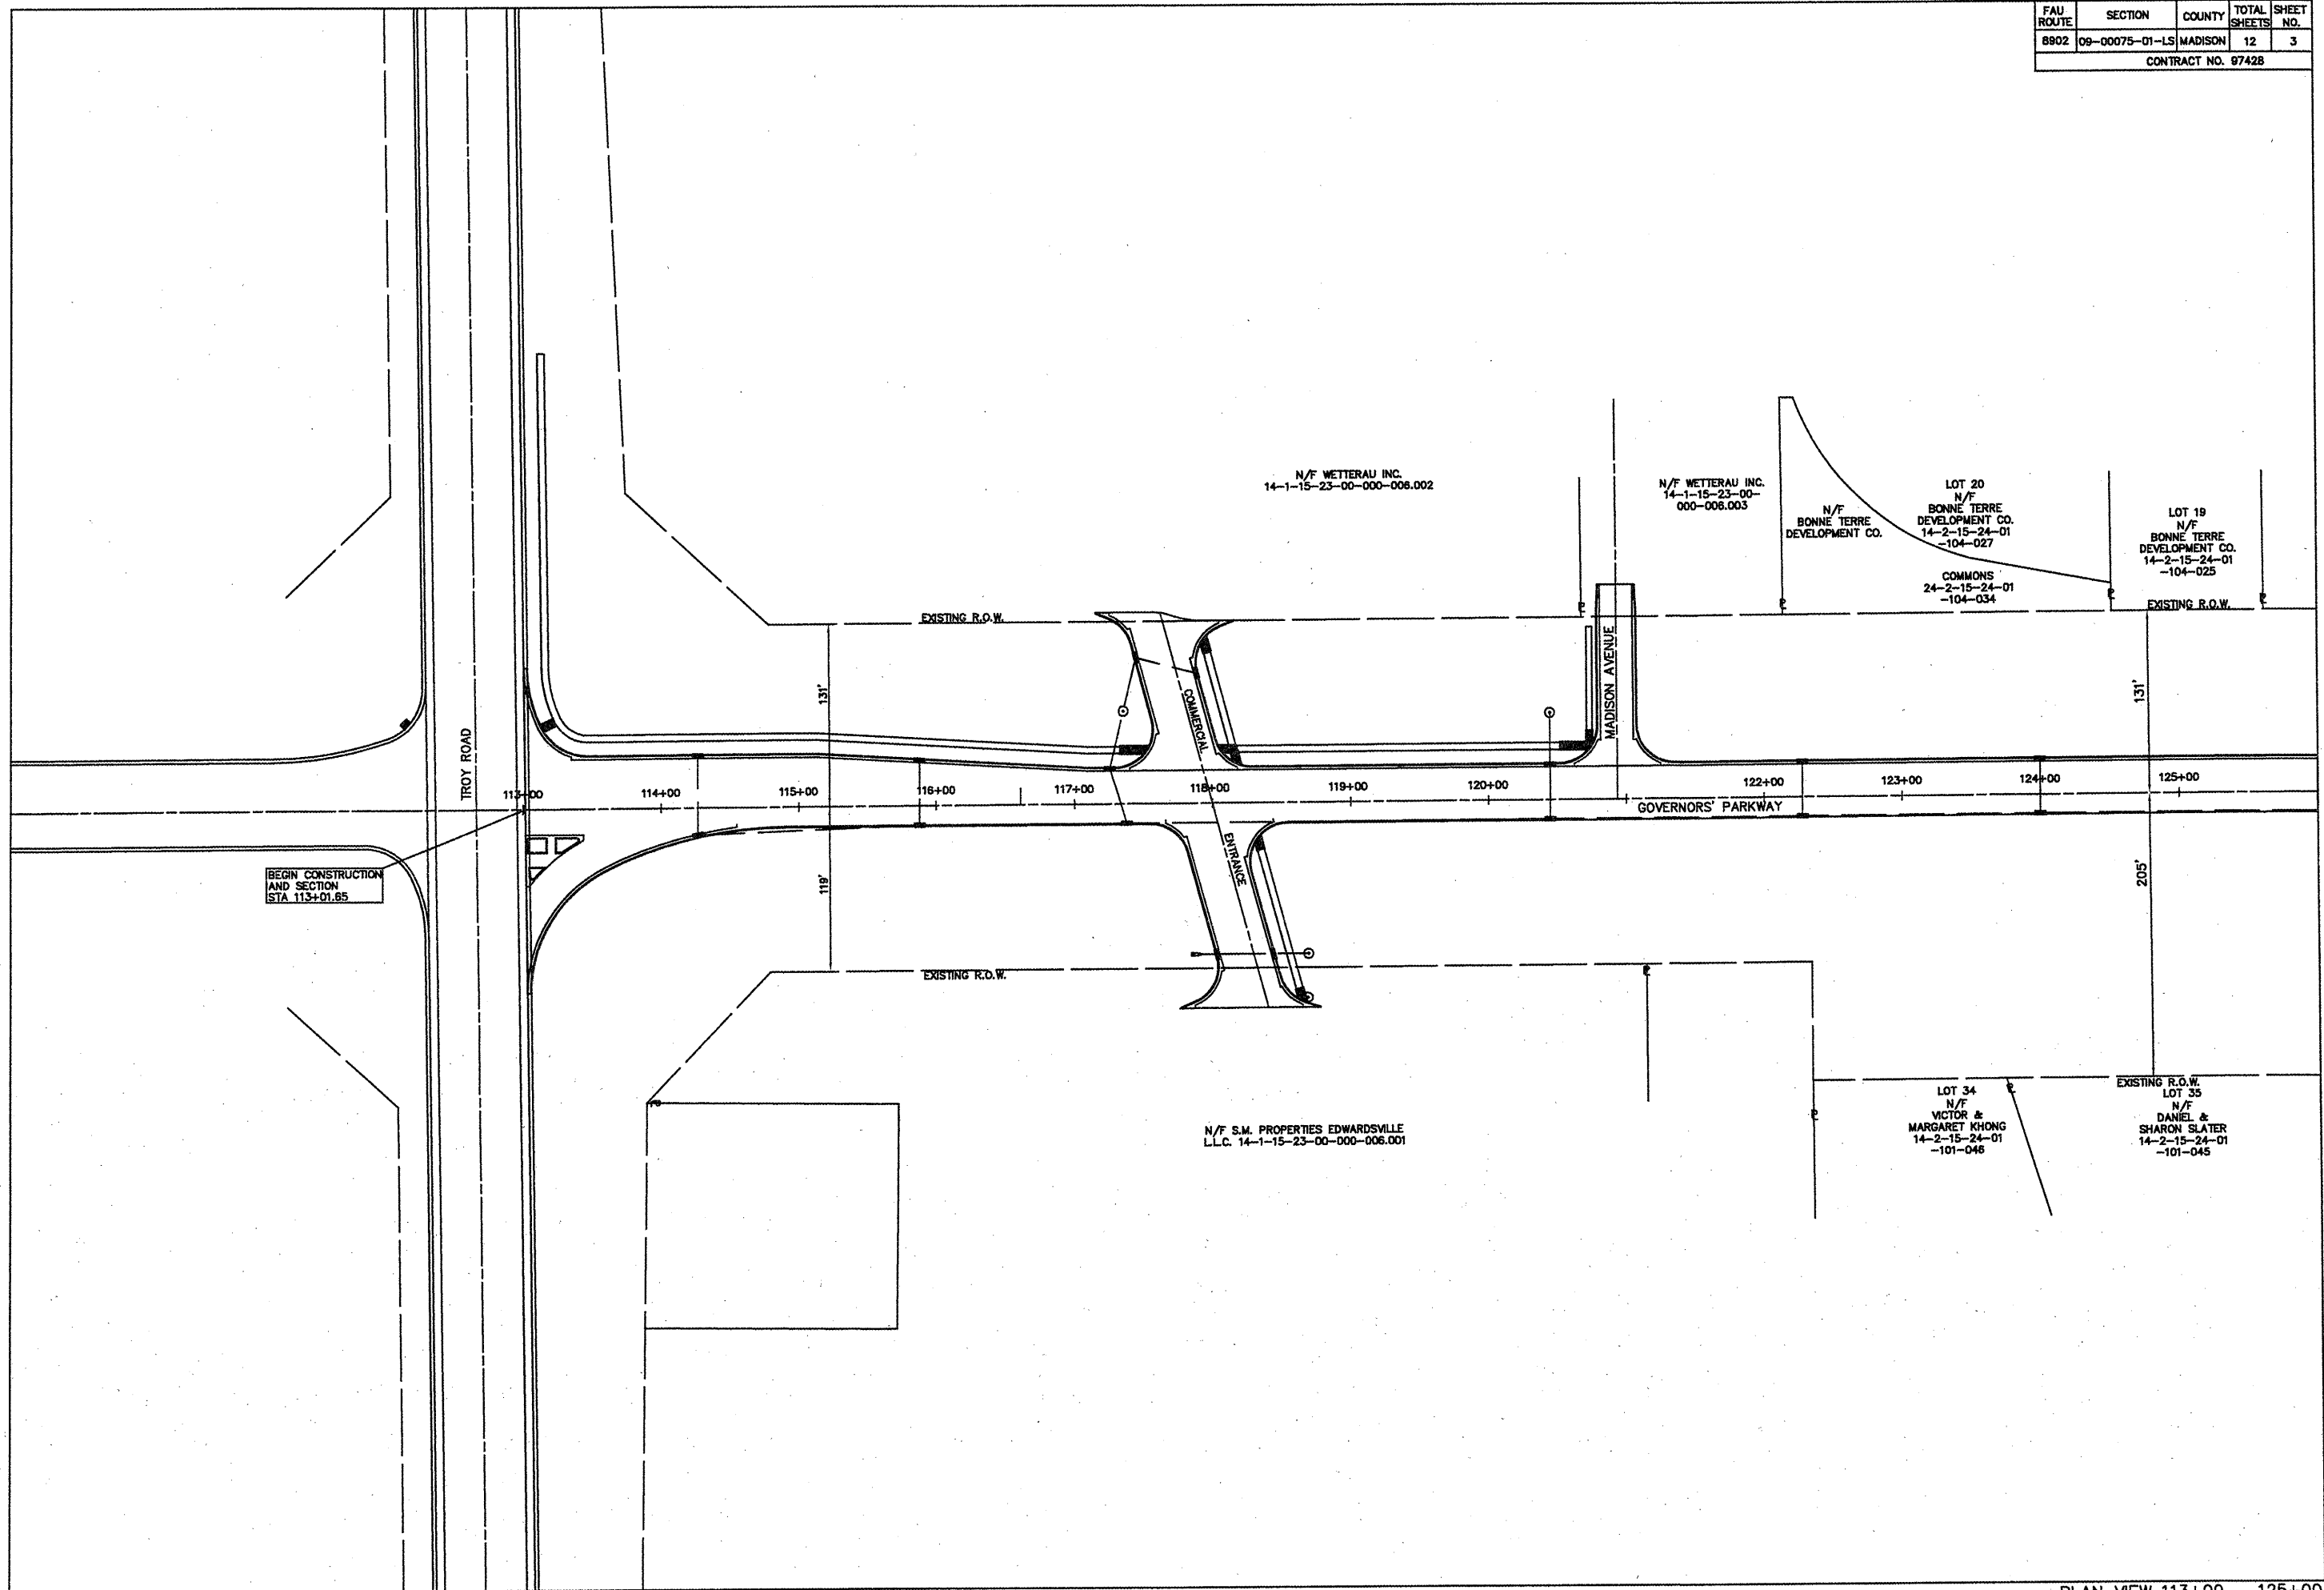 FAU ROUTE SECTION COUNTY TOTAL SHEETS SHEET NO.
8902 09-00075-01-LS MADISON 12 3
CONTRACT NO. 97428
N/F WETTERAU INC.
14-1-15-23-00-000-006.002
N/F WETTERAU INC.
14-1-15-23-00-
000-006.003
N/F
BONNE TERRE
DEVELOPMENT CO.
LOT 20
N/F
BONNE TERRE
DEVELOPMENT CO.
14-2-15-24-01
-104-027
COMMONS
24-2-15-24-01
-104-034
LOT 19
N/F
BONNE TERRE
DEVELOPMENT CO.
14-2-15-24-01
-104-025
EXISTING R.O.W.
EXISTING R.O.W.
131'
131'
TROY ROAD
COMMERCIAL
ENTRANCE
MADISON AVENUE
113+00
114+00
115+00
116+00
117+00
118+00
119+00
120+00
122+00
123+00
124+00
125+00
GOVERNORS' PARKWAY
BEGIN CONSTRUCTION
AND SECTION
STA 113+01.65
119'
205'
EXISTING R.O.W.
EXISTING R.O.W.
N/F S.M. PROPERTIES EDWARDSVILLE
L.L.C. 14-1-15-23-00-000-006.001
LOT 34
N/F
VICTOR &
MARGARET KHONG
14-2-15-24-01
-101-046
LOT 35
N/F
DANIEL &
SHARON SLATER
14-2-15-24-01
-101-045
PLAN VIEW 113+00 125+00